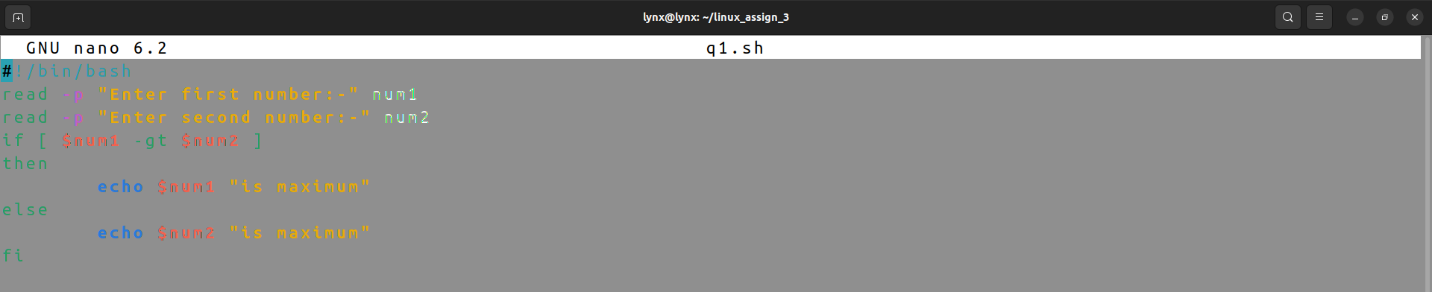 lynx@lynx: ~/linux_assign_3
GNU nano 6.2 q1.sh
#!/bin/bash
read -p "Enter first number:-" num1
read -p "Enter second number:-" num2
if [ $num1 -gt $num2 ]
then
echo $num1 "is maximum"
else
echo $num2 "is maximum"
fi